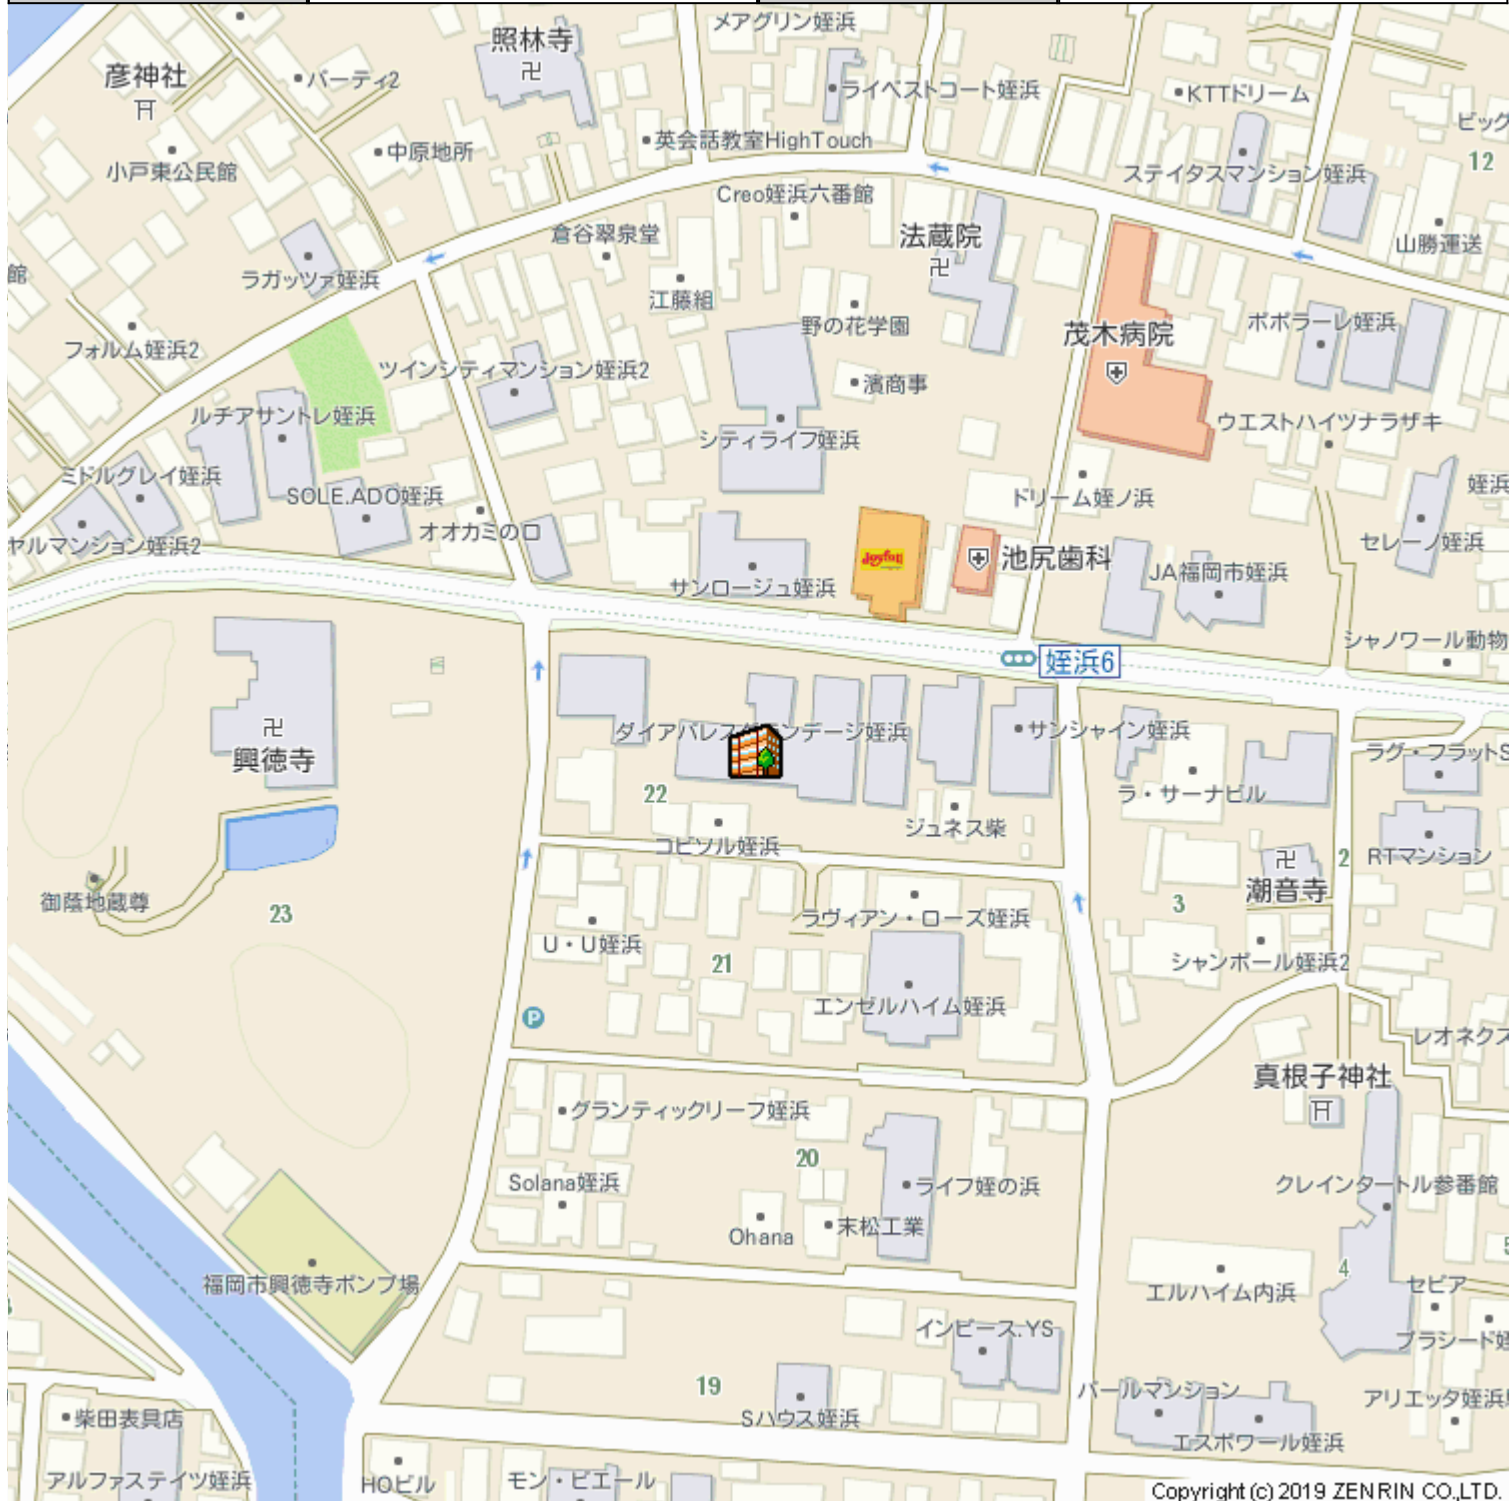 メアグリン姪浜
照林寺
彦神社
パーティ2
ライベストコート姪浜
KTTドリーム
ビッグ
中原地所
英会話教室HighTouch
小戸東公民館
ステイタスマンション姪浜
12
Creo姪浜六番館
倉谷翠泉堂
法蔵院
山勝運送
館
ラガッツァ姪浜
江藤組
野の花学園
茂木病院
ポポラーレ姪浜
フォルム姪浜2
ツインシティマンション姪浜2
濱商事
ルチアサントレ姪浜
シティライフ姪浜
ウエストハイツナラザキ
ミドルグレイ姪浜
SOLE.ADO姪浜
ドリーム姪ノ浜
姪浜
オオカミの口
ヤルマンション姪浜2
セレーノ姪浜
Joyfull
池尻歯科
JA福岡市姪浜
サンロージュ姪浜
シャノワール動物
姪浜6
ダイアパレスグランデージ姪浜
サンシャイン姪浜
興徳寺
ラグ・フラットS
22
ラ・サーナビル
ジュネス柴
コビソル姪浜
2
RTマンション
潮音寺
御蔭地蔵尊
23
3
ラヴィアン・ローズ姪浜
U・U姪浜
21
シャンポール姪浜2
エンゼルハイム姪浜
P
レオネクス
真根子神社
グランティックリーフ姪浜
20
Solana姪浜
ライフ姪の浜
クレインタートル参番館
Ohana
末松工業
4
5
福岡市興徳寺ポンプ場
エルハイム内浜
セピア
インピース.YS
プラシード姪
19
パールマンション
アリエッタ姪浜
柴田表具店
Sハウス姪浜
エスポワール姪浜
アルファステイツ姪浜
HOビル
モン・ピエール
Copyright (c) 2019 ZENRIN CO.,LTD.